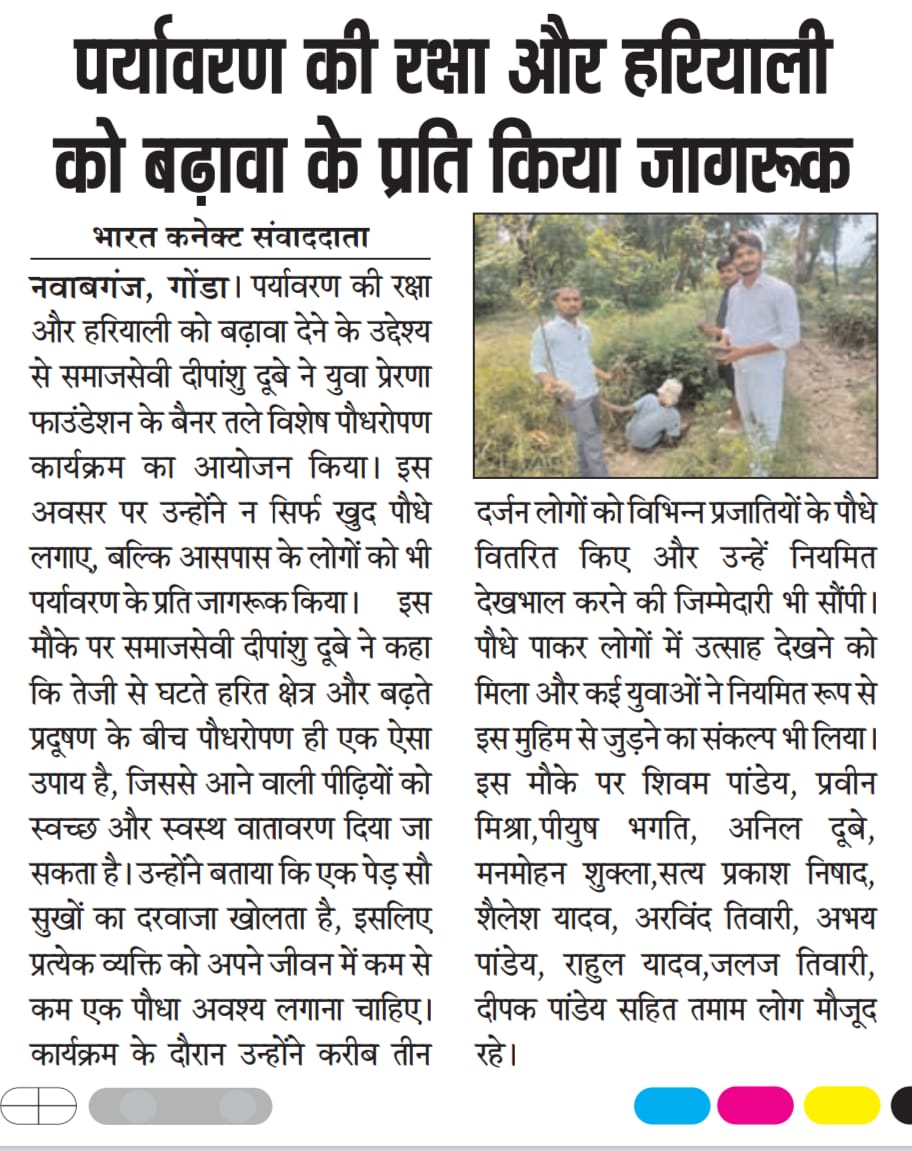 पर्यावरण की रक्षा और हरियाली
को बढ़ावा के प्रति किया जागरूक
भारत कनेक्ट संवाददाता
नवाबगंज, गोंडा। पर्यावरण की रक्षा
और हरियाली को बढ़ावा देने के उद्देश्य
से समाजसेवी दीपांशु दूबे ने युवा प्रेरणा
फाउंडेशन के बैनर तले विशेष पौधरोपण
कार्यक्रम का आयोजन किया। इस
अवसर पर उन्होंने न सिर्फ खुद पौधे
लगाए, बल्कि आसपास के लोगों को भी
पर्यावरण के प्रति जागरूक किया। इस
मौके पर समाजसेवी दीपांशु दूबे ने कहा
कि तेजी से घटते हरित क्षेत्र और बढ़ते
प्रदूषण के बीच पौधरोपण ही एक ऐसा
उपाय है, जिससे आने वाली पीढ़ियों को
स्वच्छ और स्वस्थ वातावरण दिया जा
सकता है। उन्होंने बताया कि एक पेड़ सौ
सुखों का दरवाजा खोलता है, इसलिए
प्रत्येक व्यक्ति को अपने जीवन में कम से
कम एक पौधा अवश्य लगाना चाहिए।
कार्यक्रम के दौरान उन्होंने करीब तीन
दर्जन लोगों को विभिन्न प्रजातियों के पौधे
वितरित किए और उन्हें नियमित
देखभाल करने की जिम्मेदारी भी सौंपी।
पौधे पाकर लोगों में उत्साह देखने को
मिला और कई युवाओं ने नियमित रूप से
इस मुहिम से जुड़ने का संकल्प भी लिया।
इस मौके पर शिवम पांडेय, प्रवीन
मिश्रा,पीयुष भगति, अनिल दूबे,
मनमोहन शुक्ला,सत्य प्रकाश निषाद,
शैलेश यादव, अरविंद तिवारी, अभय
पांडेय, राहुल यादव,जलज तिवारी,
दीपक पांडेय सहित तमाम लोग मौजूद
रहे।